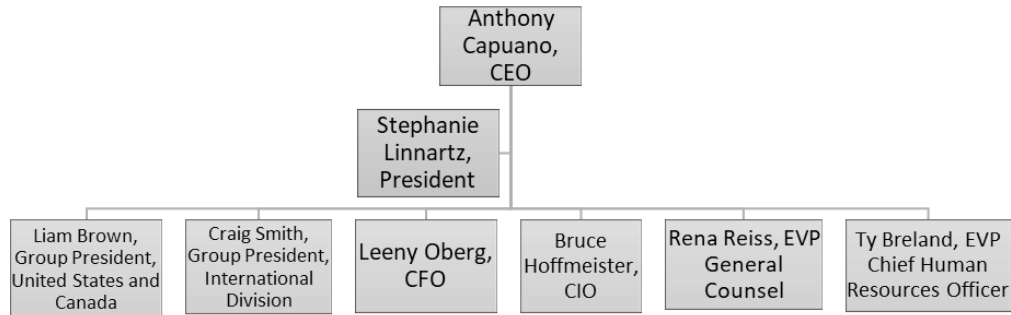 Anthony
Capuano,
CEO
Stephanie
Linnartz,
President
Liam Brown,
Group President,
United States and
Canada
Craig Smith,
Group President,
International
Division
Leeny Oberg,
CFO
Bruce
Hoffmeister,
CIO
Rena Reiss, EVP
General
Counsel
Ty Breland, EVP
Chief Human
Resources Officer